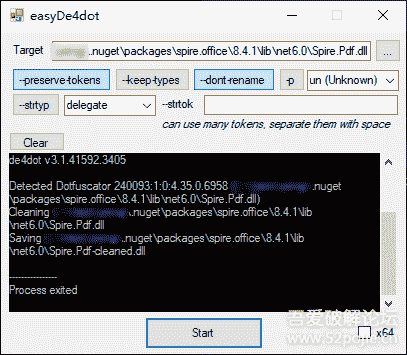 easyDe4dot
Target ..nuget\packages\spire.office\8.4.1\lib\net6.0\Spire.Pdf.dll ...
--preserve-tokens --keep-types --dont-rename -p un (Unknown)
--strtyp delegate --strtok
can use many tokens, separate them with space
Clear
de4dot v3.1.41592.3405
Detected Dotfuscator 240093:1:0:4.35.0.6958 .nuget
\packages\spire.office\8.4.1\lib\net6.0\Spire.Pdf.dll)
Cleaning ..nuget\packages\spire.office\8.4.1\lib
\net6.0\Spire.Pdf.dll
Saving ..nuget\packages\spire.office\8.4.1\lib
\net6.0\Spire.Pdf-cleaned.dll
----------------
Process exited
Start x64
吾爱破解论坛
www.52pojie.cn